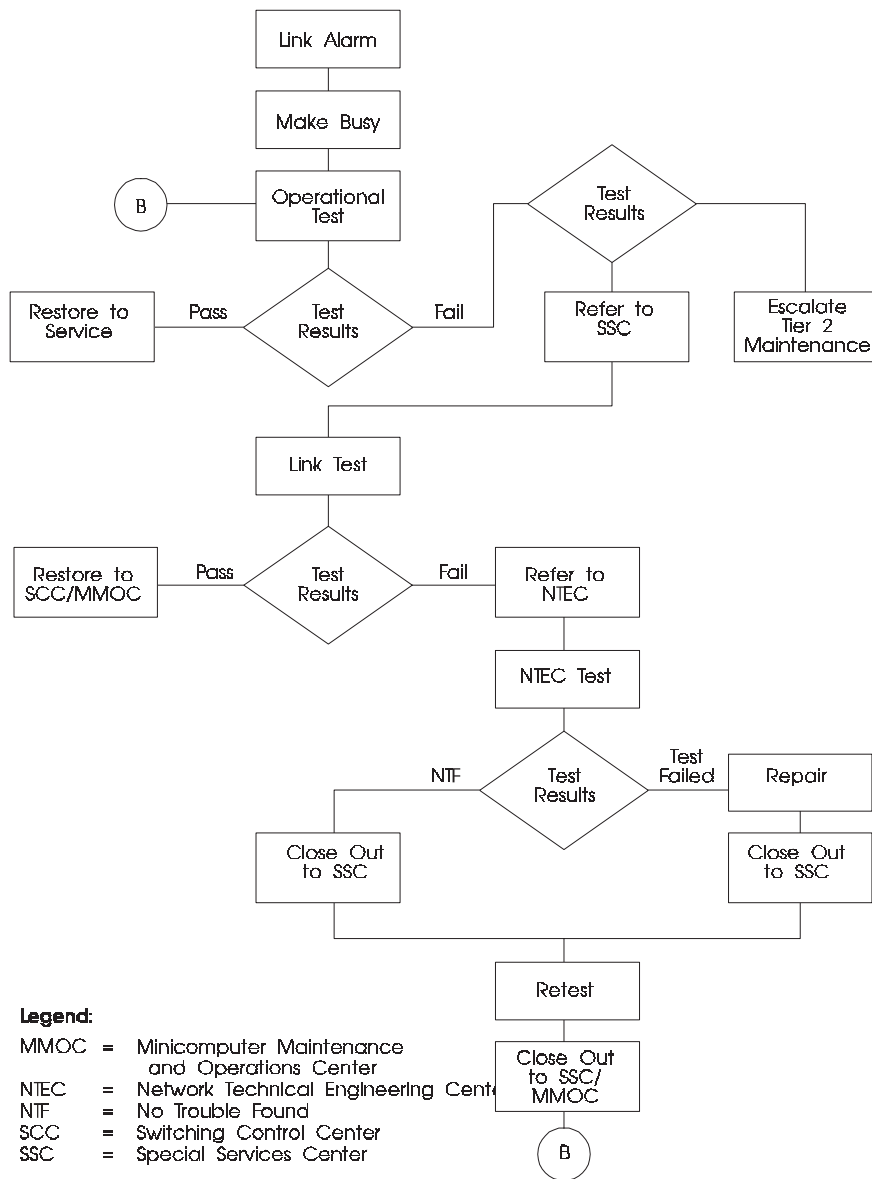 Link Alarm
Make Busy
B
Operational
Test
Test
Results
Restore to
Service
Pass
Test
Results
Fail
Refer to
SSC
Escalate
Tier 2
Maintenance
Link Test
Restore to
SCC/MMOC
Pass
Test
Results
Fail
Refer to
NTEC
NTEC Test
NTF
Test
Results
Test
Failed
Repair
Close Out
to SSC
Close Out
to SSC
Retest
Close Out
to SSC/
MMOC
B
Legend:
MMOC = Minicomputer Maintenance
and Operations Center
NTEC = Network Technical Engineering Cente
NTF = No Trouble Found
SCC = Switching Control Center
SSC = Special Services Center